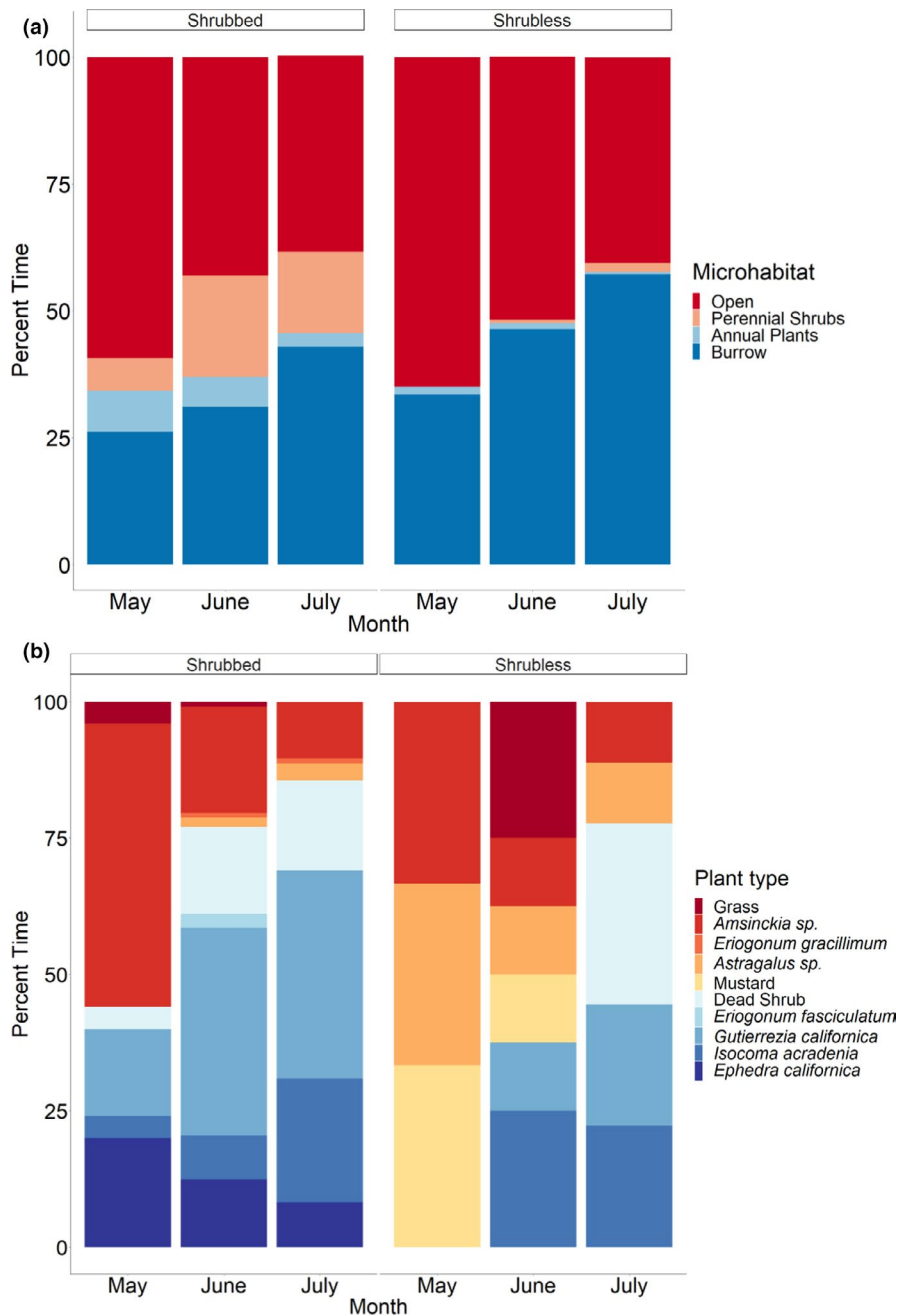 (a)
Shrubbed
Shrubless
100
75
50
25
0
Percent Time
May
June
July
May
June
July
Month
Microhabitat
Open
Perennial Shrubs
Annual Plants
Burrow
(b)
Shrubbed
Shrubless
100
75
50
25
0
Percent Time
May
June
July
May
June
July
Month
Plant type
Grass
Amsinckia sp.
Eriogonum gracillimum
Astragalus sp.
Mustard
Dead Shrub
Eriogonum fasciculatum
Gutierrezia californica
Isocoma acradenia
Ephedra californica